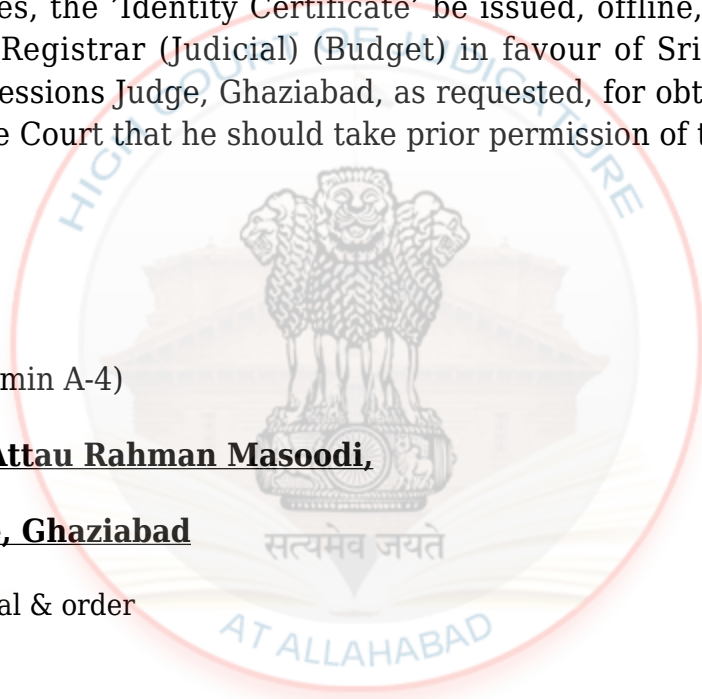 es, the 'Identity Certificate' be issued, offline,
Registrar (Judicial) (Budget) in favour of Sri
essions Judge, Ghaziabad, as requested, for obt
e Court that he should take prior permission of t
HIGH COURT OF JUDICATURE
min A-4)
Attau Rahman Masoodi,
, Ghaziabad
सत्यमेव जयते
al & order
AT ALLAHABAD